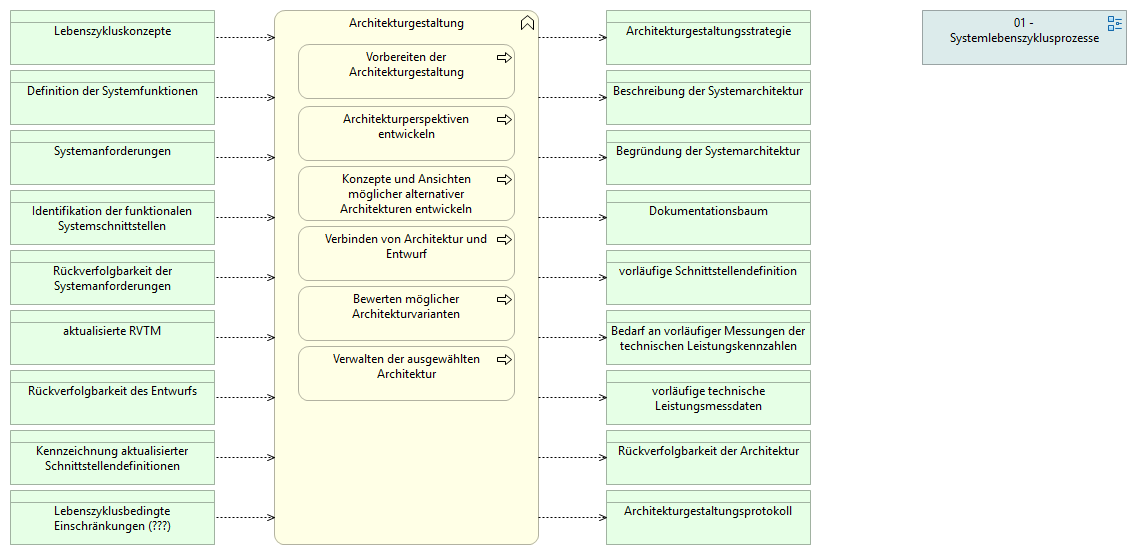 Lebenszykluskonzepte
Definition der Systemfunktionen
Systemanforderungen
Identifikation der funktionalen
Systemschnittstellen
Rückverfolgbarkeit der
Systemanforderungen
aktualisierte RVTM
Rückverfolgbarkeit des Entwurfs
Kennzeichnung aktualisierter
Schnittstellendefinitionen
Lebenszyklusbedingte
Einschränkungen (???)
Architekturgestaltung
Vorbereiten der
Architekturgestaltung
Architekturperspektiven
entwickeln
Konzepte und Ansichten
möglicher alternativer
Architekturen entwickeln
Verbinden von Architektur und
Entwurf
Bewerten möglicher
Architekturvarianten
Verwalten der ausgewählten
Architektur
Architekturgestaltungsstrategie
Beschreibung der Systemarchitektur
Begründung der Systemarchitektur
Dokumentationsbaum
vorläufige Schnittstellendefinition
Bedarf an vorläufiger Messungen der
technischen Leistungskennzahlen
vorläufige technische
Leistungsmessdaten
Rückverfolgbarkeit der Architektur
Architekturgestaltungsprotokoll
01 -
Systemlebenszyklusprozesse